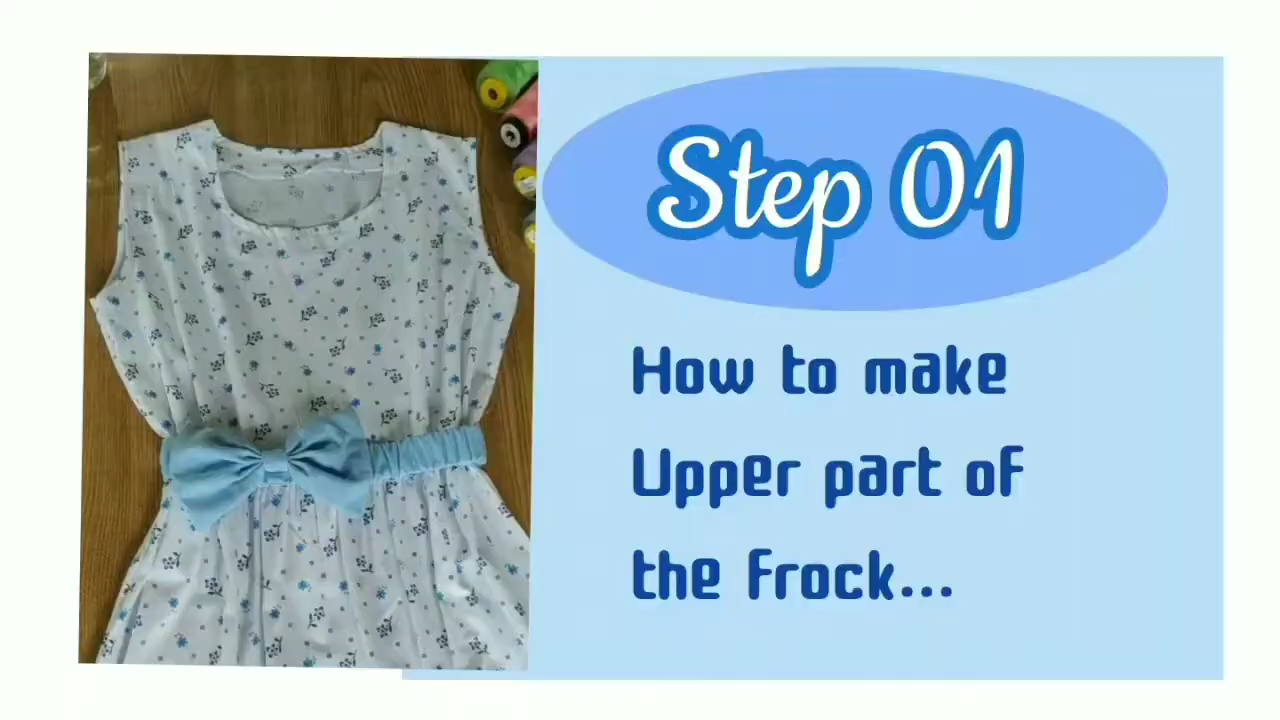 Step 01
How to make
Upper part of
the Frock...